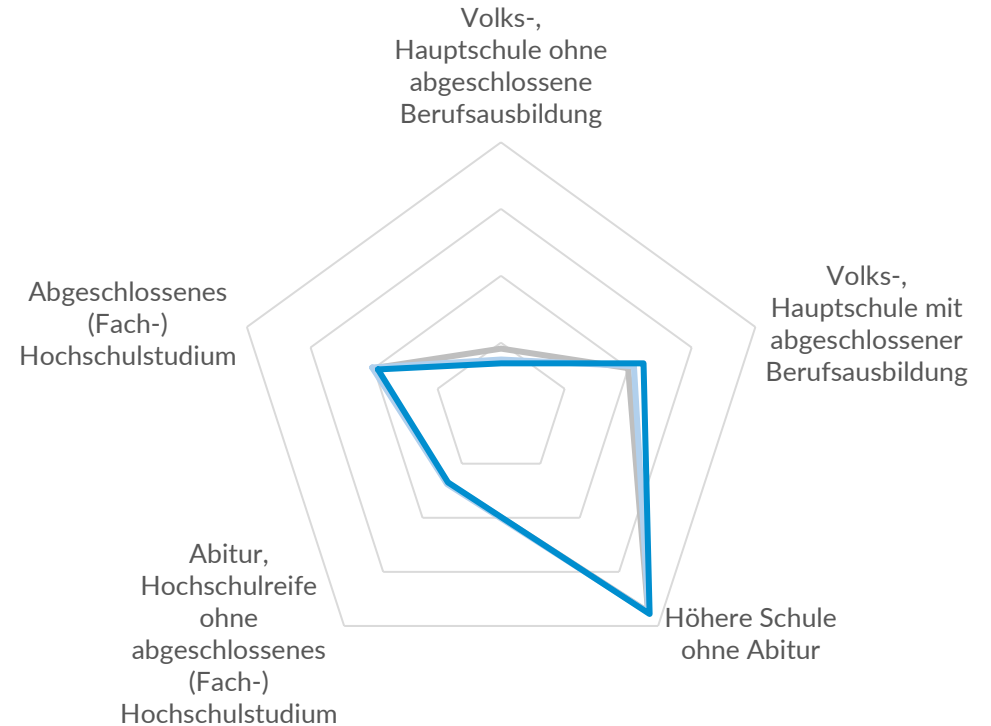 Volks-,
Hauptschule ohne
abgeschlossene
Berufsausbildung
Volks-,
Hauptschule mit
abgeschlossener
Berufsausbildung
Höhere Schule
ohne Abitur
Abitur,
Hochschulreife
ohne
abgeschlossenes
(Fach-)
Hochschulstudium
Abgeschlossenes
(Fach-)
Hochschulstudium